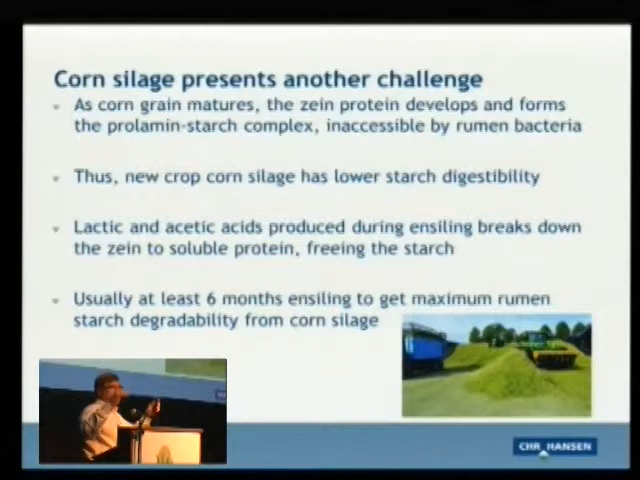 Corn silage presents another challenge
As corn grain matures, the zein protein develops and forms
the prolamin-starch complex, inaccessible by rumen bacteria
Thus, new crop corn silage has lower starch digestibility
Lactic and acetic acids produced during ensiling breaks down
the zein to soluble protein, freeing the starch
Usually at least 6 months ensiling to get maximum rumen
starch degradability from corn silage
CHR HANSEN